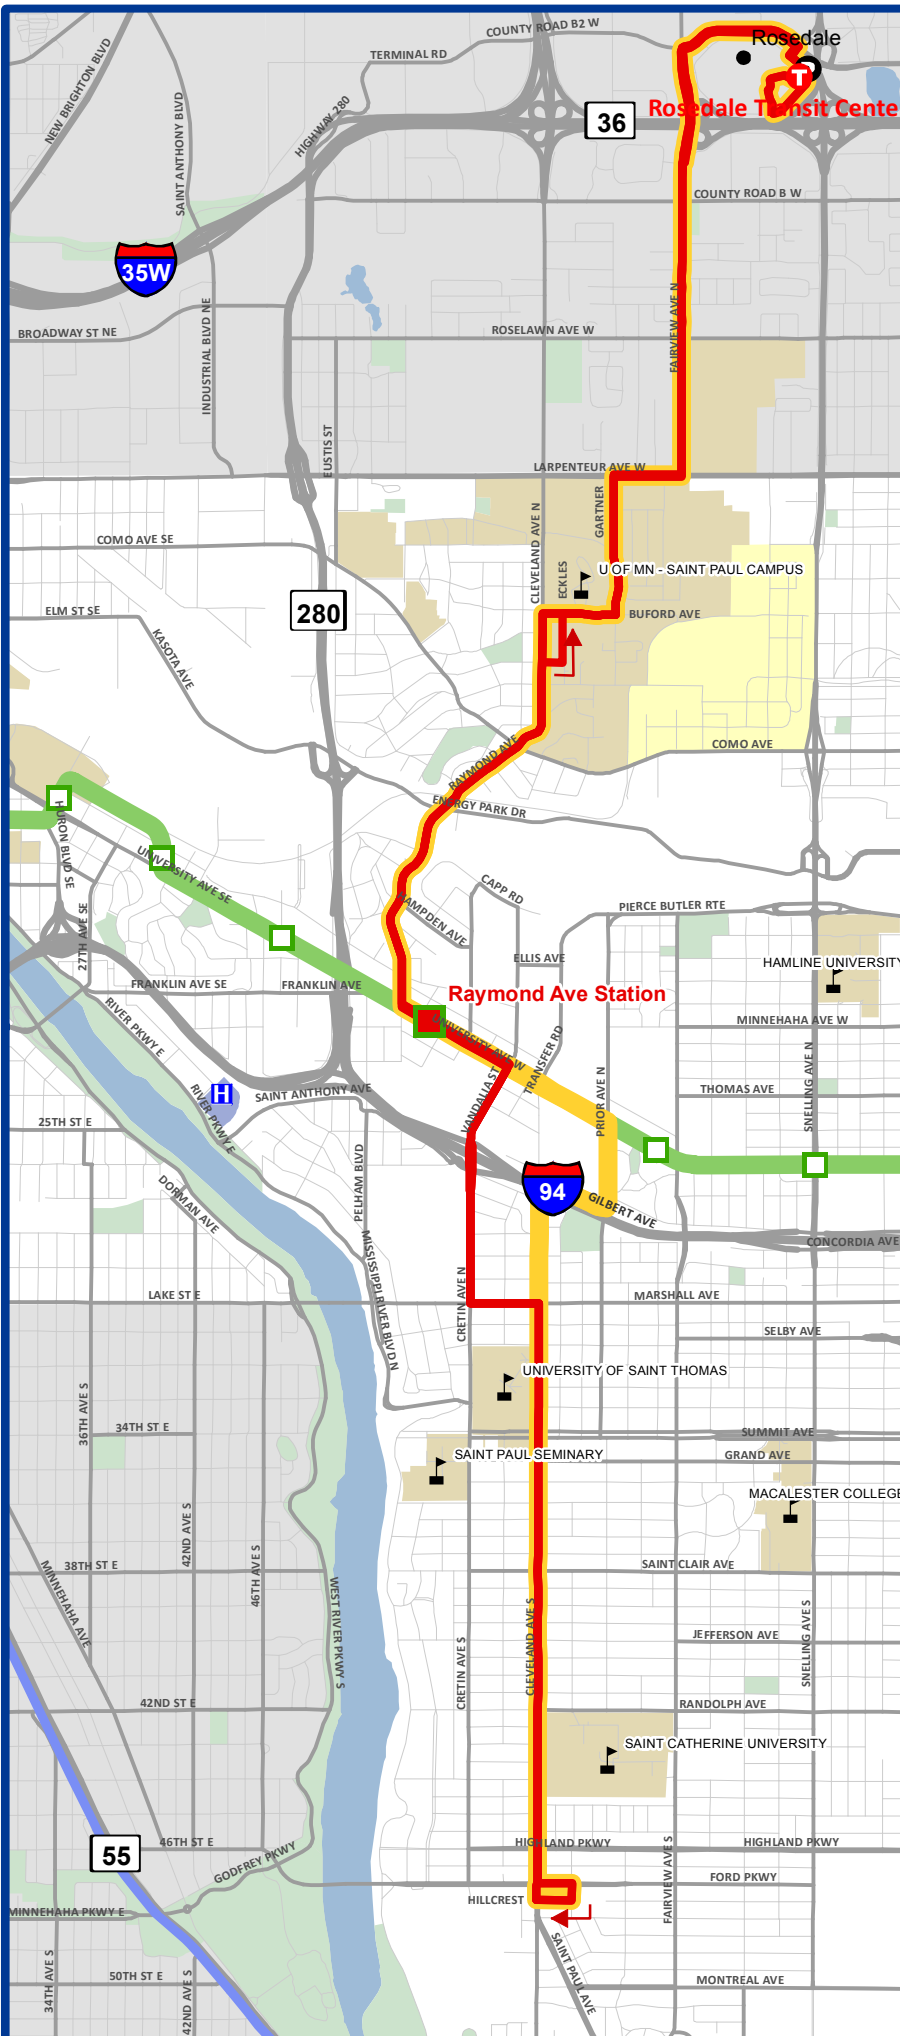 COUNTY ROAD B2 W
Rosedale
TERMINAL RD
NEW BRIGHTON BLVD
SAINT ANTHONY BLVD
HIGHWAY 280
T
Rosedale Transit Cente
36
COUNTY ROAD B W
35W
BROADWAY ST NE
INDUSTRIAL BLVD NE
ROSELAWN AVE W
FAIRVIEW AVE N
EUSTIS ST
LARPENTEUR AVE W
CLEVELAND AVE N
GARTNER
ECKLES
COMO AVE SE
U OF MN - SAINT PAUL CAMPUS
ELM ST SE
280
BUFORD AVE
KASOTA AVE
RAYMOND AVE
COMO AVE
ENERGY PARK DR
HURON BLVD SE
UNIVERSITY AVE SE
CAPP RD
HAMPDEN AVE
PIERCE BUTLER RTE
27TH AVE SE
ELLIS AVE
HAMLINE UNIVERSITY
FRANKLIN AVE SE
FRANKLIN AVE
Raymond Ave Station
RIVER PKWY E
UNIVERSITY AVE W
MINNEHAHA AVE W
TRANSFER RD
VANDALIA ST
PRIOR AVE N
SNELLING AVE N
H
SAINT ANTHONY AVE
THOMAS AVE
RIVER PKWY E
25TH ST E
PELHAM BLVD
94
GILBERT AVE
DORMAN AVE
CONCORDIA AVE
MISSISSIPPI RIVER BLVD N
CRETIN AVE N
LAKE ST E
MARSHALL AVE
SELBY AVE
UNIVERSITY OF SAINT THOMAS
36TH AVE S
34TH ST E
SUMMIT AVE
SAINT PAUL SEMINARY
GRAND AVE
MACALESTER COLLEGE
42ND AVE S
46TH AVE S
38TH ST E
SAINT CLAIR AVE
MINNEHAHA AVE
WEST RIVER PKWY S
CLEVELAND AVE S
CRETIN AVE S
JEFFERSON AVE
SNELLING AVE S
42ND ST E
RANDOLPH AVE
SAINT CATHERINE UNIVERSITY
55
46TH ST E
HIGHLAND PKWY
HIGHLAND PKWY
GODFREY PKWY
FAIRVIEW AVE S
FORD PKWY
HILLCREST
MINNEHAHA PKWY E
SAINT PAUL AVE
34TH AVE S
50TH ST E
42ND AVE S
MONTREAL AVE